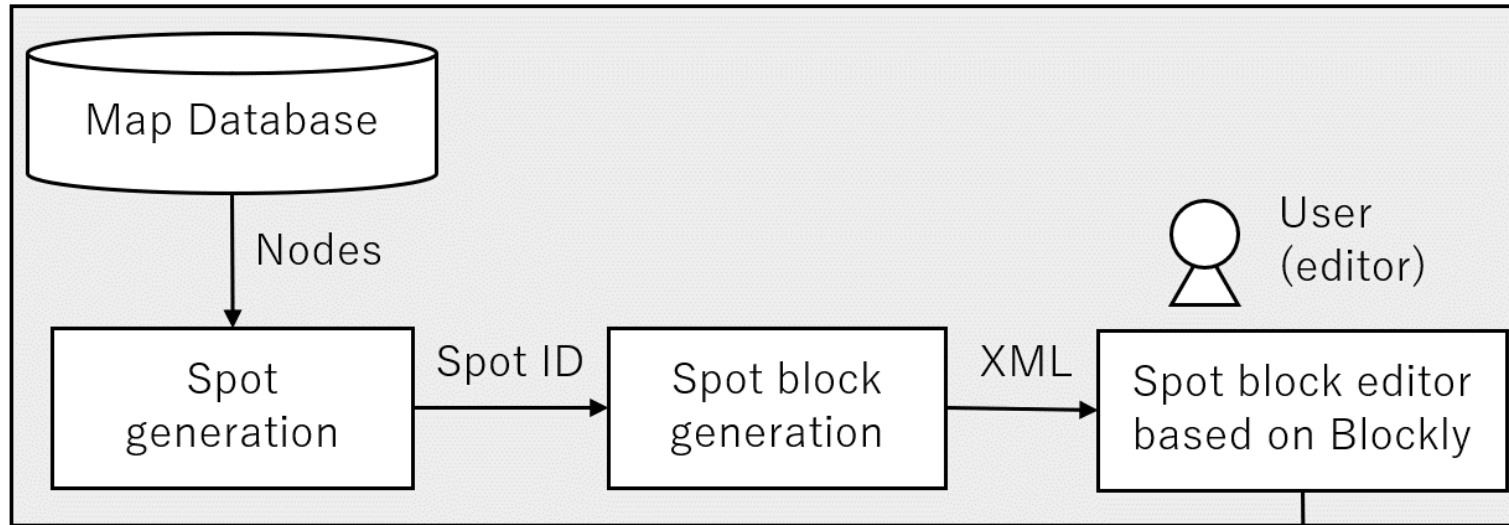 Map Database
Nodes
User
(editor)
Spot
generation
Spot ID
Spot block
generation
XML
Spot block editor
based on Blockly